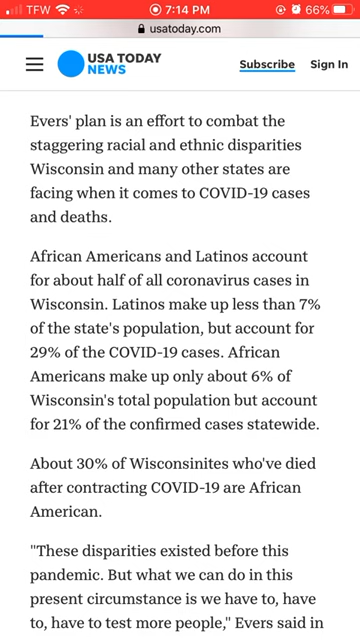 TFW 7:14 PM 66%
usatoday.com
USA TODAY
NEWS
Subscribe Sign In
Evers' plan is an effort to combat the
staggering racial and ethnic disparities
Wisconsin and many other states are
facing when it comes to COVID-19 cases
and deaths.
African Americans and Latinos account
for about half of all coronavirus cases in
Wisconsin. Latinos make up less than 7%
of the state's population, but account for
29% of the COVID-19 cases. African
Americans make up only about 6% of
Wisconsin's total population but account
for 21% of the confirmed cases statewide.
About 30% of Wisconsinites who've died
after contracting COVID-19 are African
American.
"These disparities existed before this
pandemic. But what we can do in this
present circumstance is we have to, have
to, have to test more people," Evers said in